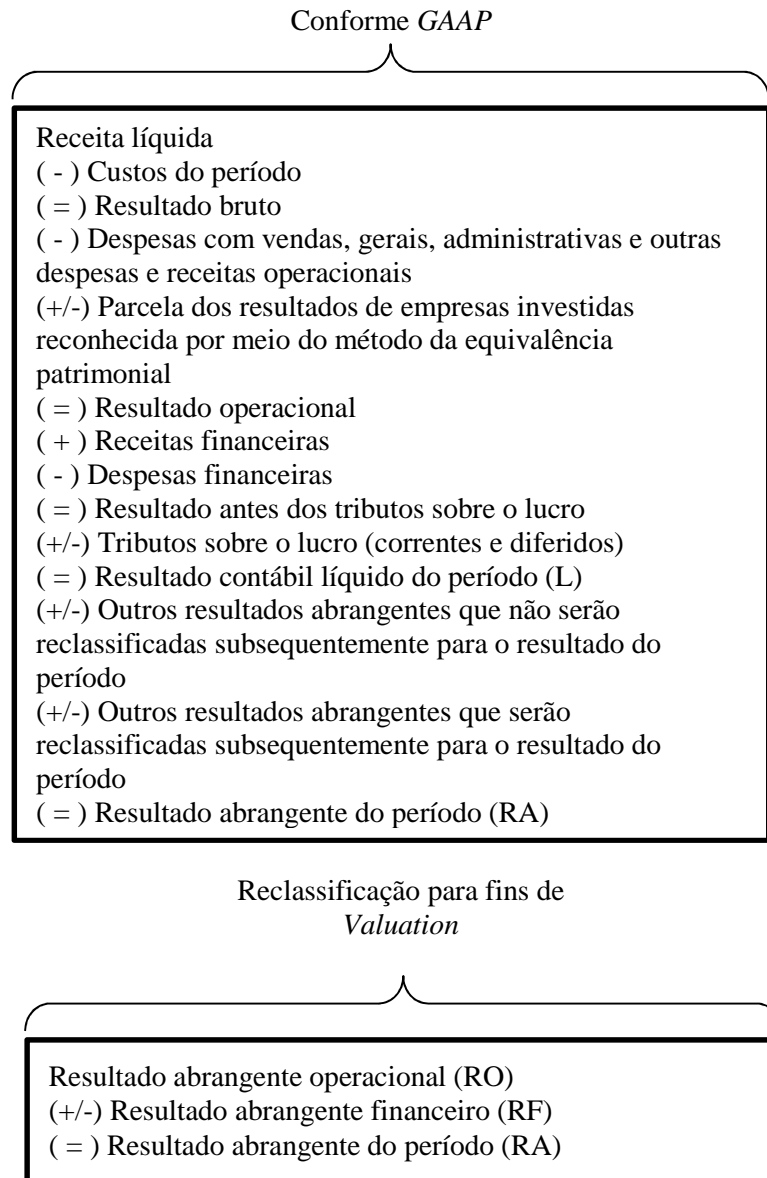 Conforme GAAP
Receita líquida
( - ) Custos do período
( = ) Resultado bruto
( - ) Despesas com vendas, gerais, administrativas e outras
despesas e receitas operacionais
(+/-) Parcela dos resultados de empresas investidas
reconhecida por meio do método da equivalência
patrimonial
( = ) Resultado operacional
( + ) Receitas financeiras
( - ) Despesas financeiras
( = ) Resultado antes dos tributos sobre o lucro
(+/-) Tributos sobre o lucro (correntes e diferidos)
( = ) Resultado contábil líquido do período (L)
(+/-) Outros resultados abrangentes que não serão
reclassificadas subsequentemente para o resultado do
período
(+/-) Outros resultados abrangentes que serão
reclassificadas subsequentemente para o resultado do
período
( = ) Resultado abrangente do período (RA)
Reclassificação para fins de
Valuation
Resultado abrangente operacional (RO)
(+/-) Resultado abrangente financeiro (RF)
( = ) Resultado abrangente do período (RA)